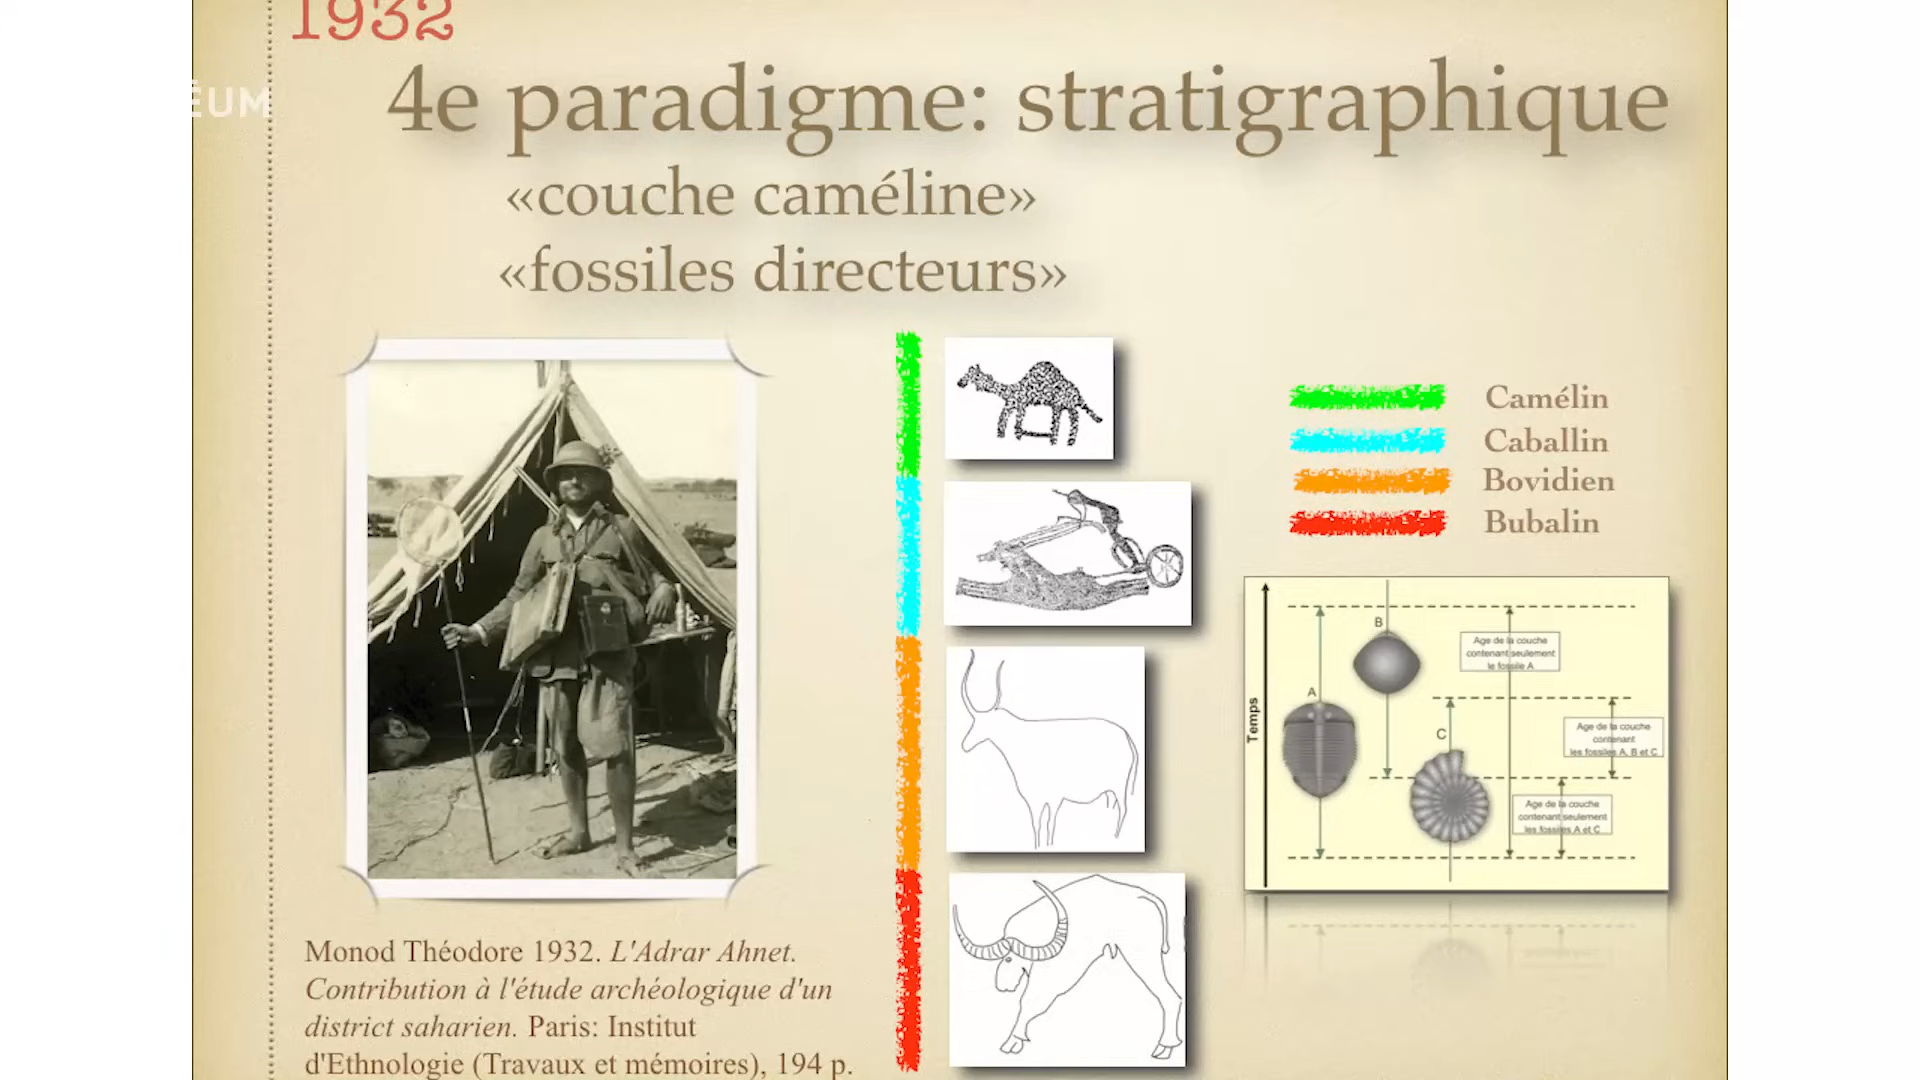 1932
ÉUM
4e paradigme: stratigraphique
«couche caméline»
«fossiles directeurs»
Camélin
Caballin
Bovidien
Bubalin
Temps
A
B
C
Age de la couche
contenant seulement
le fossile A
Age de la couche
contenant
les fossiles A, B et C
Age de la couche
contenant seulement
les fossiles A et C
Monod Théodore 1932. L'Adrar Ahnet.
Contribution à l'étude archéologique d'un
district saharien. Paris: Institut
d'Ethnologie (Travaux et mémoires), 194 p.